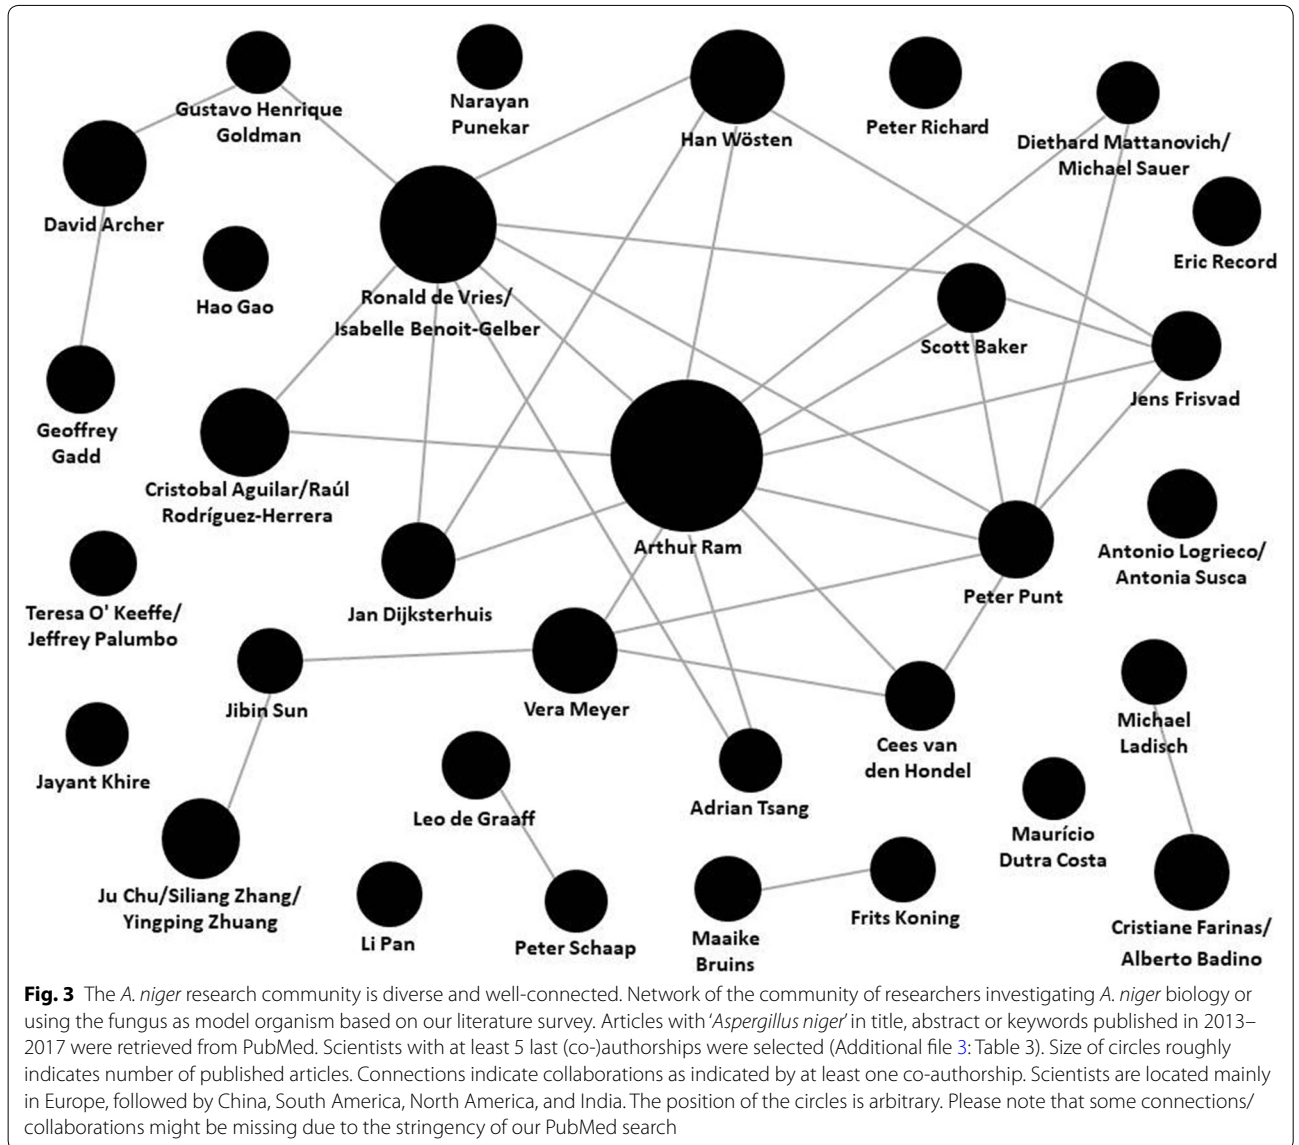 Gustavo Henrique
Goldman
Narayan
Punekar
Han Wösten
Peter Richard
Diethard Mattanovich/
Michael Sauer
David Archer
Eric Record
Hao Gao
Ronald de Vries/
Isabelle Benoit-Gelber
Scott Baker
Jens Frisvad
Geoffrey
Gadd
Cristobal Aguilar/Raúl
Rodríguez-Herrera
Arthur Ram
Antonio Logrieco/
Antonia Susca
Teresa O' Keeffe/
Jeffrey Palumbo
Jan Dijksterhuis
Peter Punt
Jibin Sun
Vera Meyer
Michael
Ladisch
Jayant Khire
Cees van
den Hondel
Leo de Graaff
Adrian Tsang
Maurício
Dutra Costa
Ju Chu/Siliang Zhang/
Yingping Zhuang
Li Pan
Peter Schaap
Maaike
Bruins
Frits Koning
Cristiane Farinas/
Alberto Badino
Fig. 3 The A. niger research community is diverse and well-connected. Network of the community of researchers investigating A. niger biology or
using the fungus as model organism based on our literature survey. Articles with ‘Aspergillus niger’ in title, abstract or keywords published in 2013–
2017 were retrieved from PubMed. Scientists with at least 5 last (co-)authorships were selected (Additional file 3: Table 3). Size of circles roughly
indicates number of published articles. Connections indicate collaborations as indicated by at least one co-authorship. Scientists are located mainly
in Europe, followed by China, South America, North America, and India. The position of the circles is arbitrary. Please note that some connections/
collaborations might be missing due to the stringency of our PubMed search